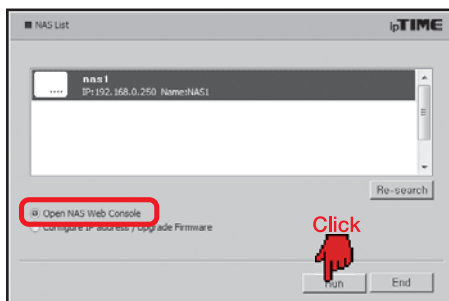 NAS List
ipTIME
nas1
IP:192.168.0.250 Name:NAS1
Re-search
Open NAS Web Console
Configure IP address / Upgrade Firmware
Click
Run
End